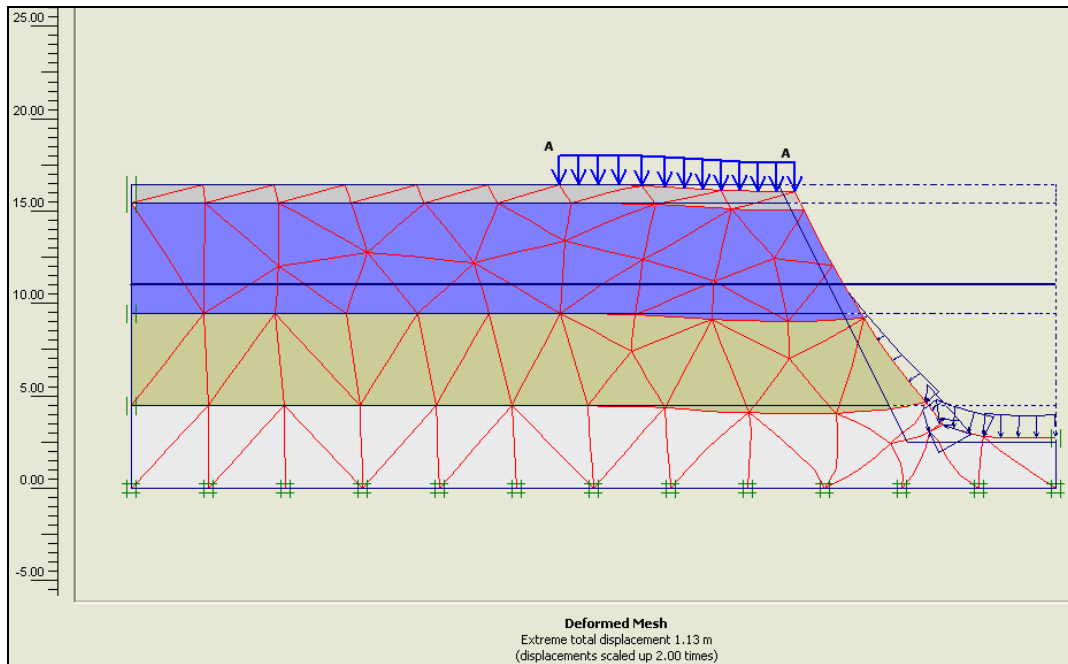 25.00
20.00
A
A
15.00
10.00
5.00
0.00
-5.00
Deformed Mesh
Extreme total displacement 1.13 m
(displacements scaled up 2.00 times)